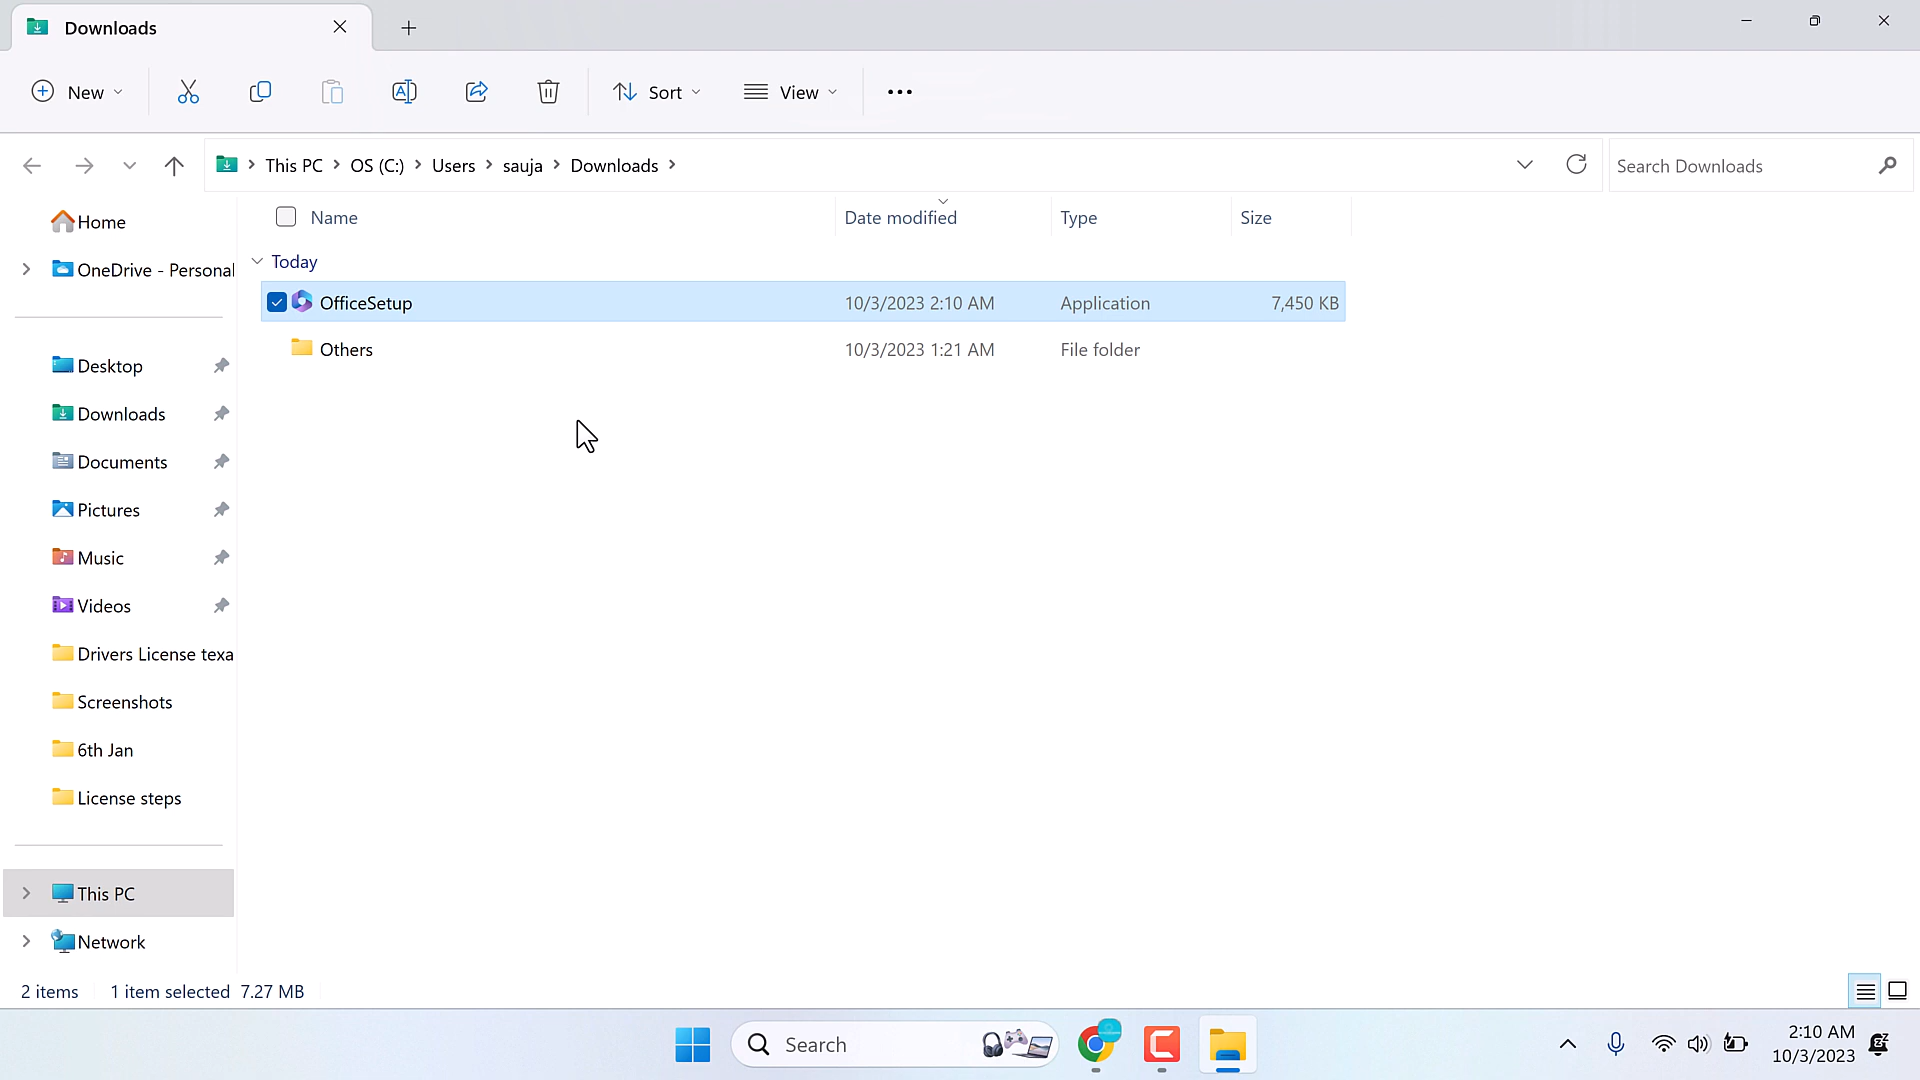 Downloads
New
Sort
View
This PC
OS (C:)
Users
sauja
Downloads
Search Downloads
Name
Date modified
Type
Size
Home
OneDrive - Personal
Today
OfficeSetup
10/3/2023 2:10 AM
Application
7,450 KB
Others
10/3/2023 1:21 AM
File folder
Desktop
Downloads
Documents
Pictures
Music
Videos
Drivers License texa
Screenshots
6th Jan
License steps
This PC
Network
2 items
1 item selected 7.27 MB
Search
2:10 AM
10/3/2023